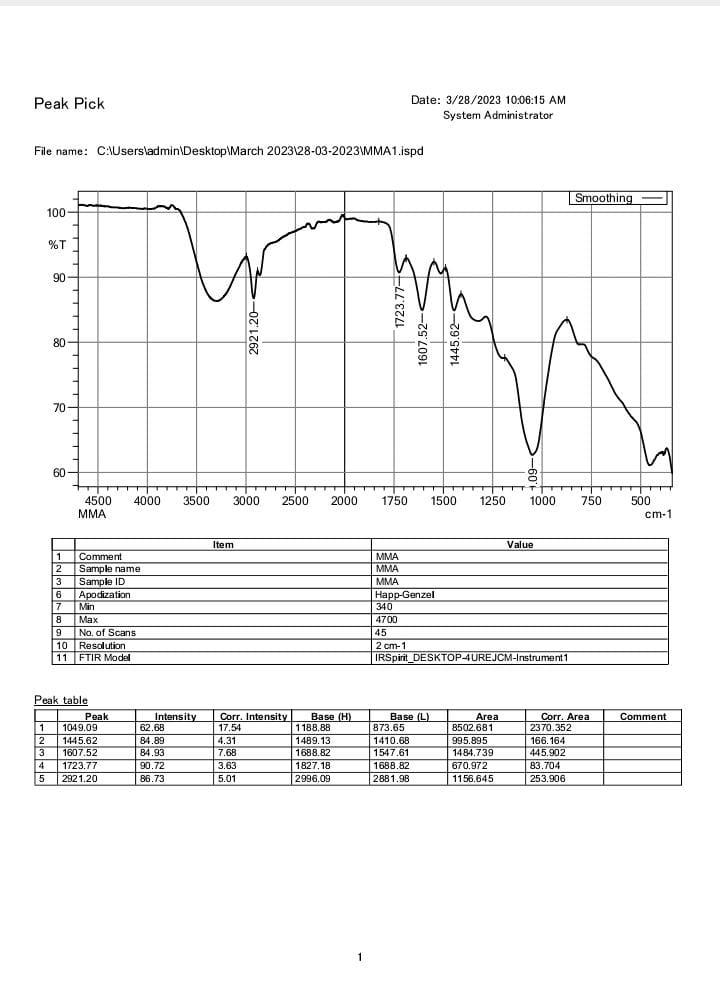 Peak Pick
Date: 3/28/2023 10:06:15 AM
System Administrator
File name: C:\Users\admin\Desktop\March 2023\28-03-2023\MMA1.ispd
Smoothing
100
%T
90
80
70
60
2921.20
1723.77
1607.52
1445.62
.09
4500 4000 3500 3000 2500 2000 1750 1500 1250 1000 750 500
MMA cm-1
Item Value
1 Comment MMA
2 Sample name MMA
3 Sample ID MMA
6 Apodization Happ-Genzel
7 Min 340
8 Max 4700
9 No. of Scans 45
10 Resolution 2 cm-1
11 FTIR Model IRSpirit_DESKTOP-4UREJCM-Instrument1
Peak table
Peak Intensity Corr. Intensity Base (H) Base (L) Area Corr. Area Comment
1 1049.09 62.68 17.54 1188.88 873.65 8502.681 2370.352
2 1445.62 84.89 4.31 1489.13 1410.68 995.895 166.164
3 1607.52 84.93 7.68 1688.82 1547.61 1484.739 445.902
4 1723.77 90.72 3.63 1827.18 1688.82 670.972 83.704
5 2921.20 86.73 5.01 2996.09 2881.98 1156.645 253.906
1